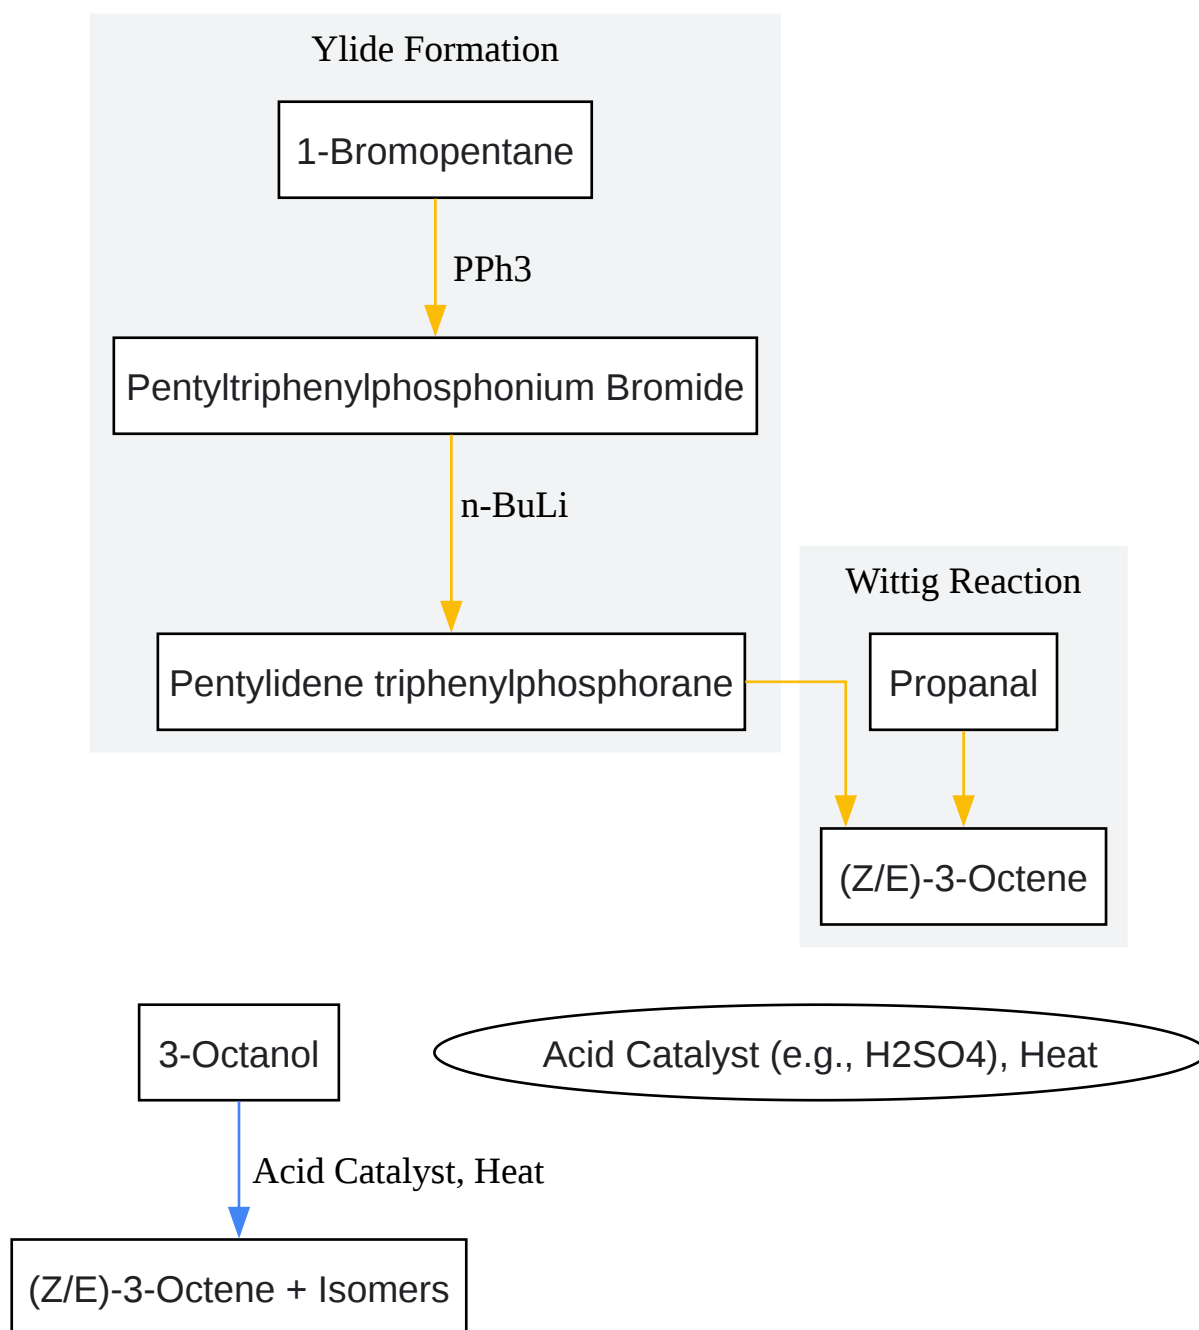 Ylide Formation
1-Bromopentane
PPh3
Pentyltriphenylphosphonium Bromide
n-BuLi
Pentylidene triphenylphosphorane
Wittig Reaction
Propanal
(Z/E)-3-Octene
3-Octanol
Acid Catalyst (e.g., H2SO4), Heat
Acid Catalyst, Heat
(Z/E)-3-Octene + Isomers